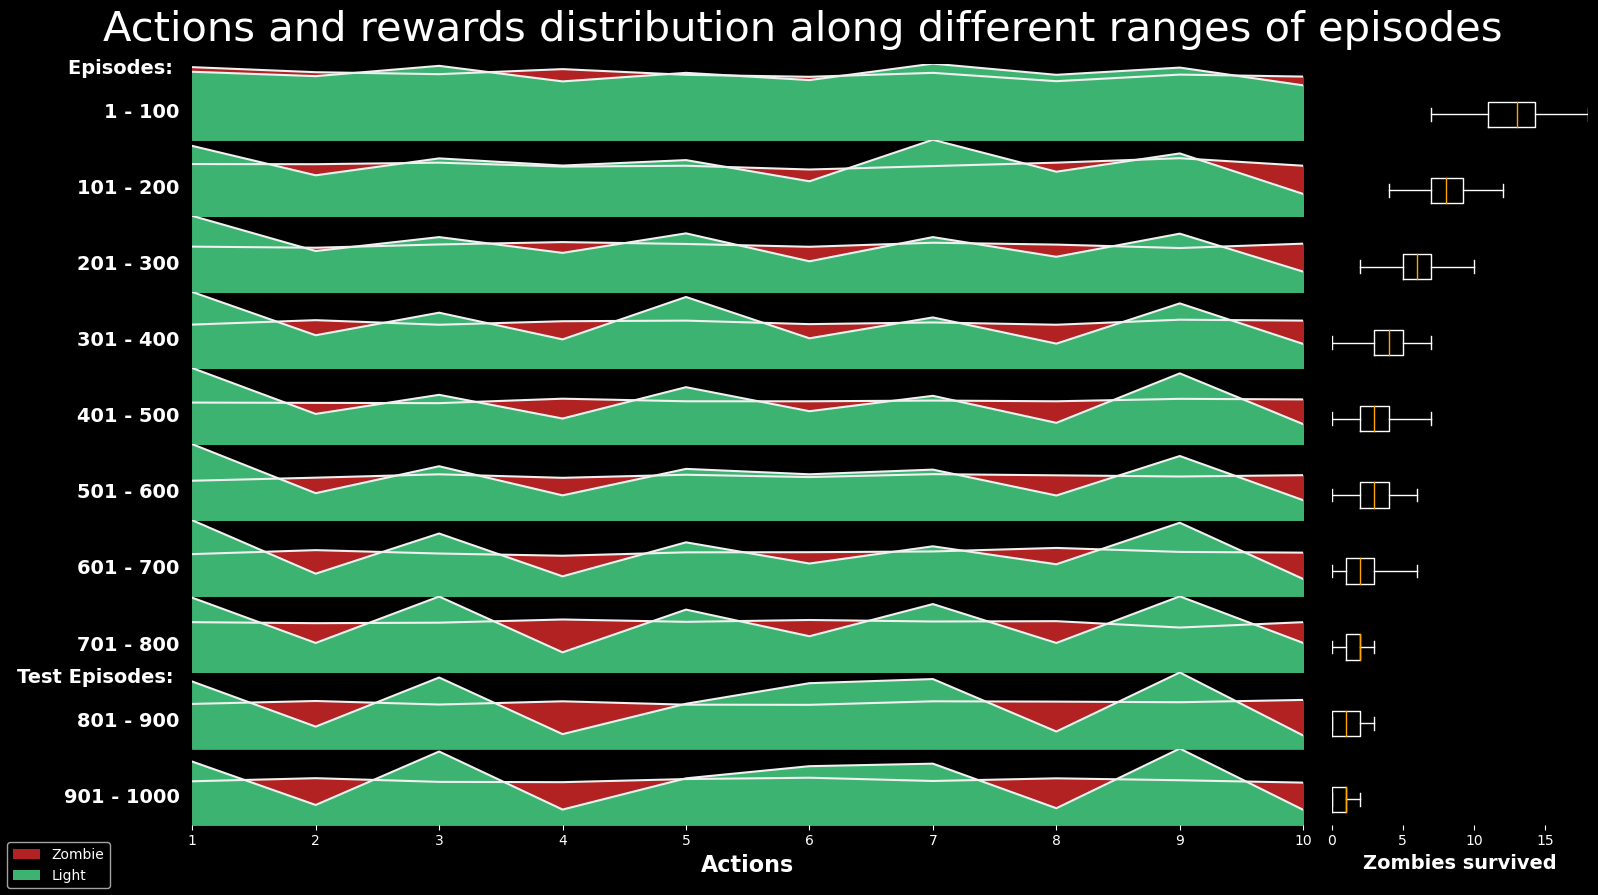 Actions and rewards distribution along different ranges of episodes
Episodes:
1 - 100
101 - 200
201 - 300
301 - 400
401 - 500
501 - 600
601 - 700
701 - 800
Test Episodes:
801 - 900
901 - 1000
1 2 3 4 5 6 7 8 9 10
0 5 10 15
Actions
Zombies survived
Zombie
Light